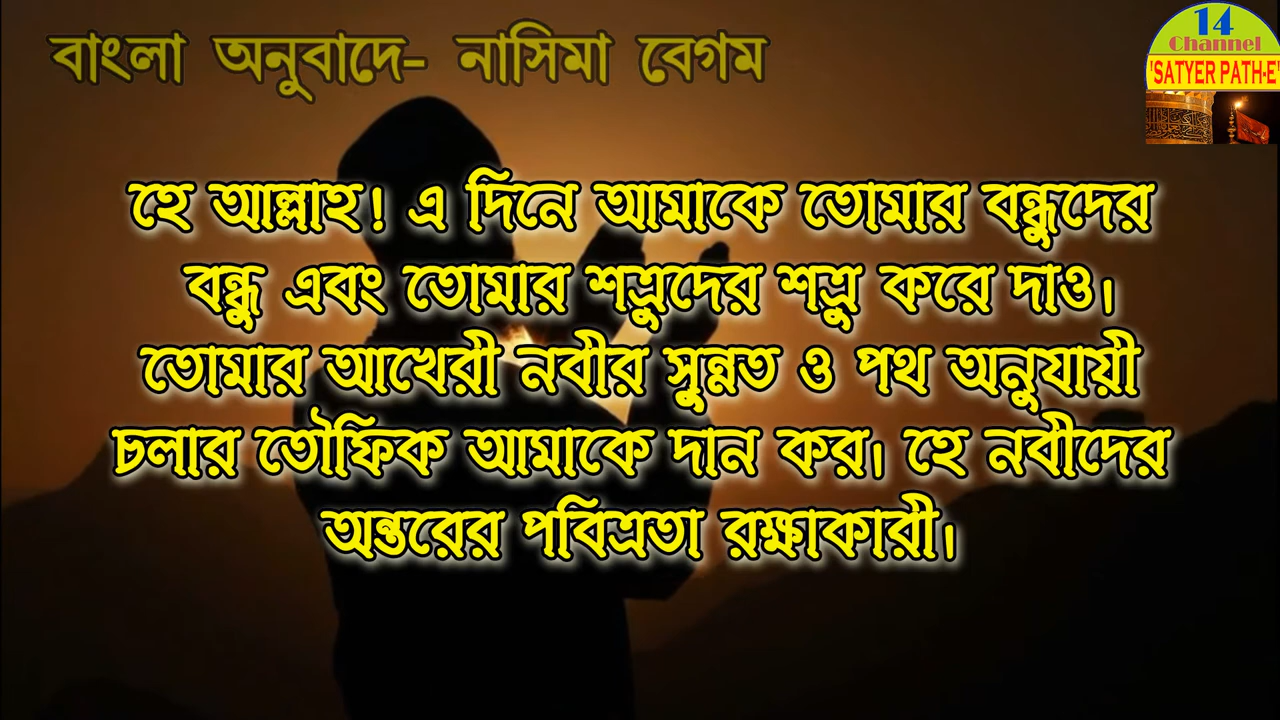 বাংলা অনুবাদে- নাসিমা বেগম
14
Channel
'SATYER PATH-E'
হে আল্লাহ! এ দিনে আমাকে তোমার বন্ধুদের
বন্ধু এবং তোমার শত্রুদের শত্রু করে দাও।
তোমার আখেরী নবীর সুন্নত ও পথ অনুযায়ী
চলার তৌফিক আমাকে দান কর। হে নবীদের
অন্তরের পবিত্রতা রক্ষাকারী।